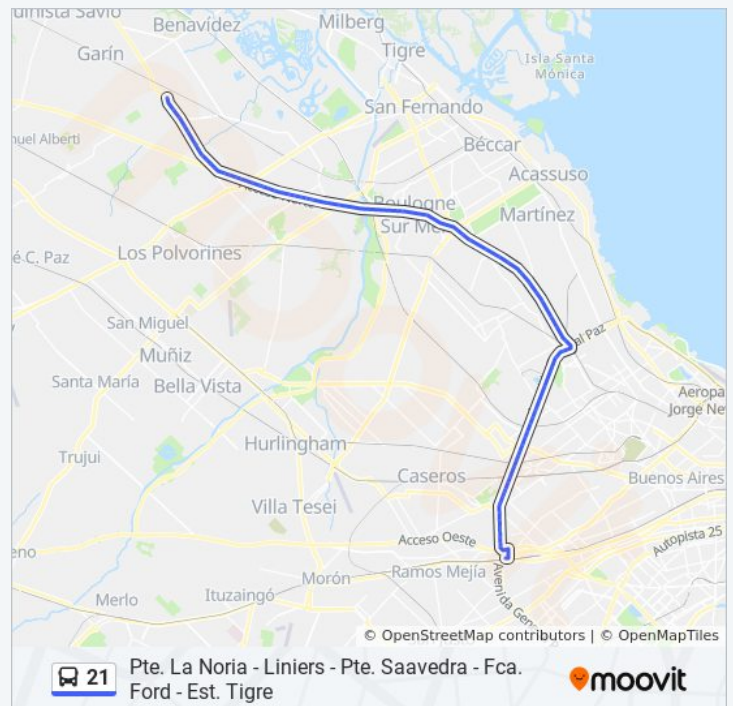 uinista Savio
Benavídez
Milberg
Tigre
Garín
Isla Santa
Mónica
San Fernando
nuel Alberti
Béccar
Acassuso
Boulogne
Sur
Martínez
Los Polvorines
é C. Paz
San Miguel
Muñiz
al Paz
Santa María
Bella Vista
Aeropa
Jorge Ne
Hurlingham
Trujui
Caseros
Buenos Aires
Villa Tesei
Acceso Oeste
Autopista 25
eno
Ramos Mejía
Morón
Ituzaingó
Merlo
Avenida Gen
© OpenStreetMap contributors | © OpenMapTiles
21
Pte. La Noria - Liniers - Pte. Saavedra - Fca.
Ford - Est. Tigre
moovit